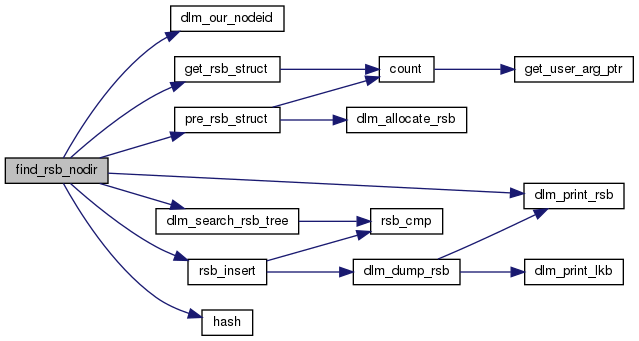 dlm_our_nodeid
get_rsb_struct
count
get_user_arg_ptr
pre_rsb_struct
dlm_allocate_rsb
find_rsb_nodir
dlm_print_rsb
dlm_search_rsb_tree
rsb_cmp
rsb_insert
dlm_dump_rsb
dlm_print_lkb
hash